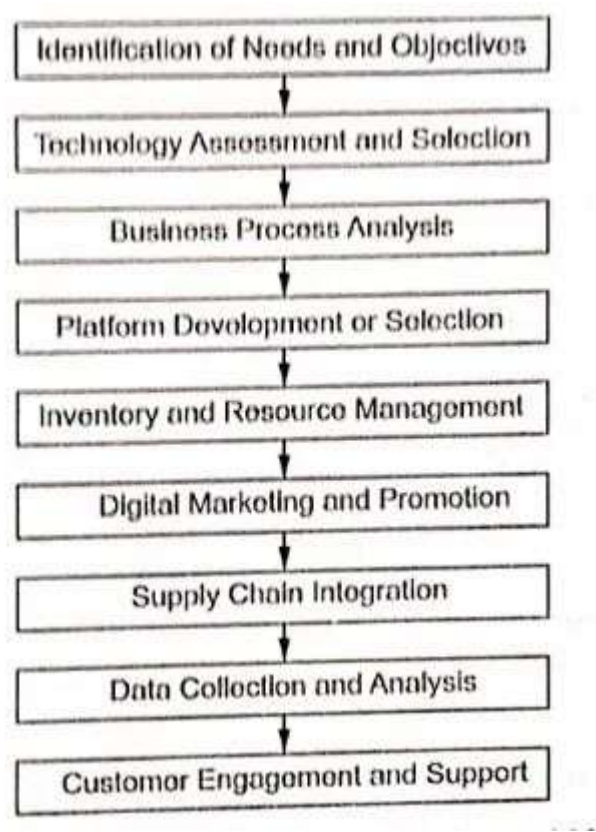 Identification of Needs and Objectives
Technology Assessment and Selection
Business Process Analysis
Platform Development or Selection
Inventory and Resource Management
Digital Marketing and Promotion
Supply Chain Integration
Data Collection and Analysis
Customer Engagement and Support